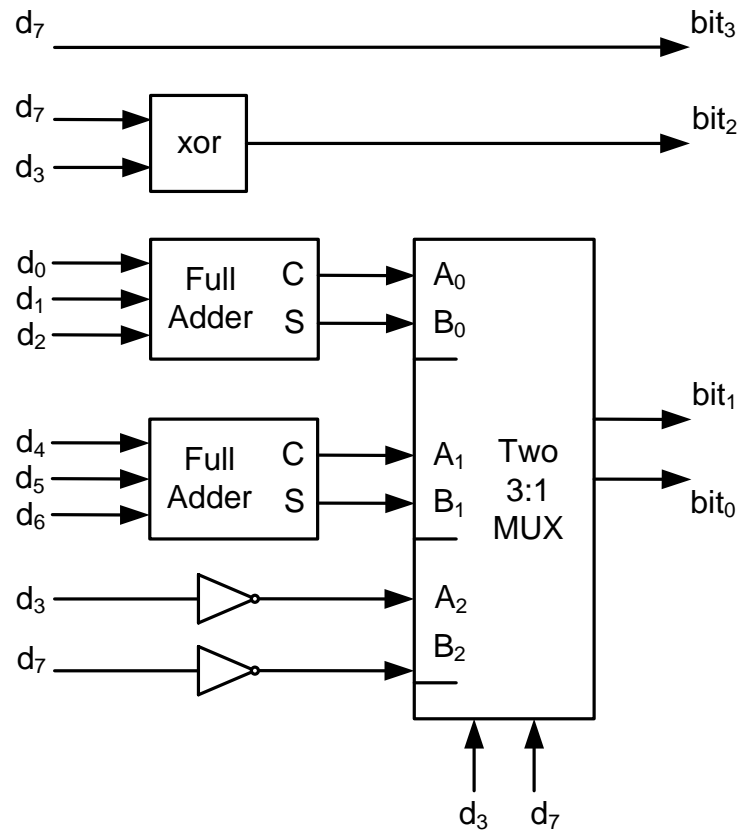 d₇ bit₃
d₇ bit₂
xor
d₃
d₀ Full C A₀
d₁ Adder S B₀
d₂
bit₁
d₄ Full C A₁ Two
d₅ Adder S B₁ 3:1
d₆ MUX bit₀
d₃ A₂
d₇ B₂
d₃ d₇